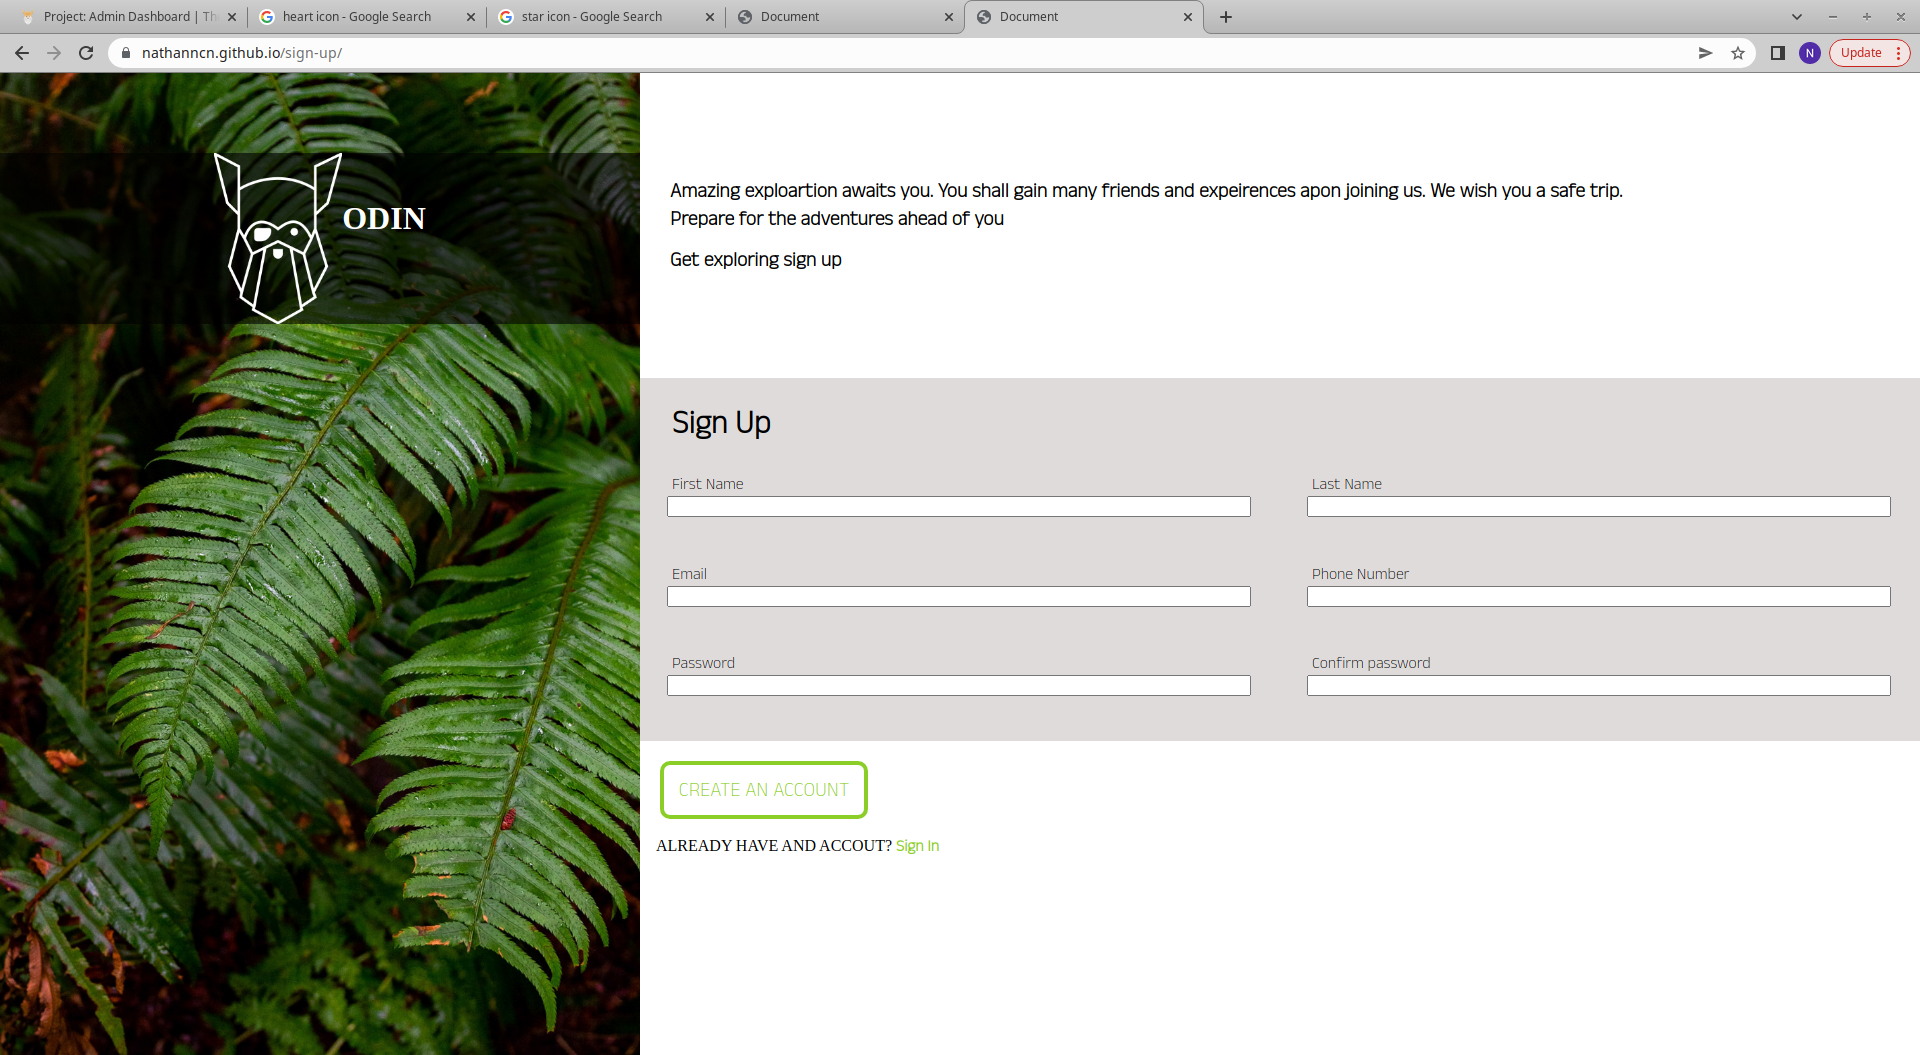 Project: Admin Dashboard | Th
heart icon - Google Search
star icon - Google Search
Document
Document
nathanncn.github.io/sign-up/
N
Update
ODIN
Amazing exploartion awaits you. You shall gain many friends and expeirences apon joining us. We wish you a safe trip.
Prepare for the adventures ahead of you
Get exploring sign up
Sign Up
First Name
Last Name
Email
Phone Number
Password
Confirm password
CREATE AN ACCOUNT
ALREADY HAVE AND ACCOUT? Sign In